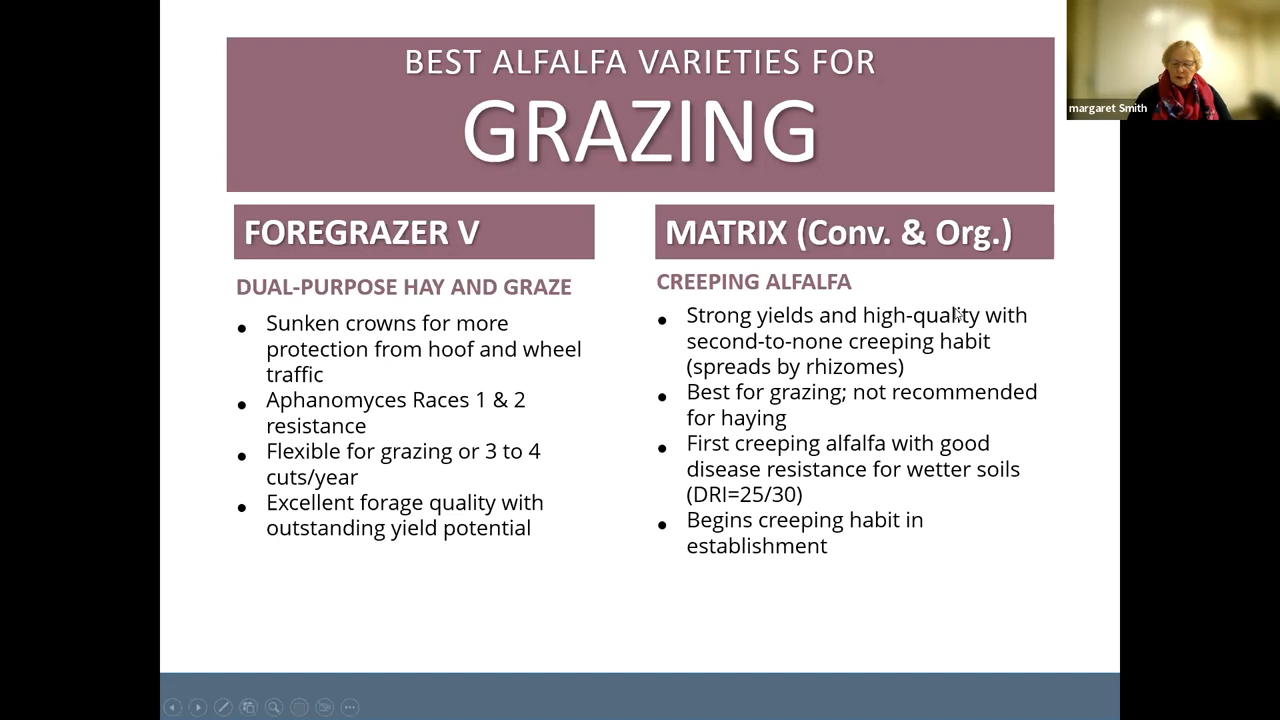 BEST ALFALFA VARIETIES FOR
GRAZING
margaret Smith
FOREGRAZER V
DUAL-PURPOSE HAY AND GRAZE
● Sunken crowns for more
protection from hoof and wheel
traffic
● Aphanomyces Races 1 & 2
resistance
● Flexible for grazing or 3 to 4
cuts/year
● Excellent forage quality with
outstanding yield potential
MATRIX (Conv. & Org.)
CREEPING ALFALFA
● Strong yields and high-quality with
second-to-none creeping habit
(spreads by rhizomes)
● Best for grazing; not recommended
for haying
● First creeping alfalfa with good
disease resistance for wetter soils
(DRI=25/30)
● Begins creeping habit in
establishment